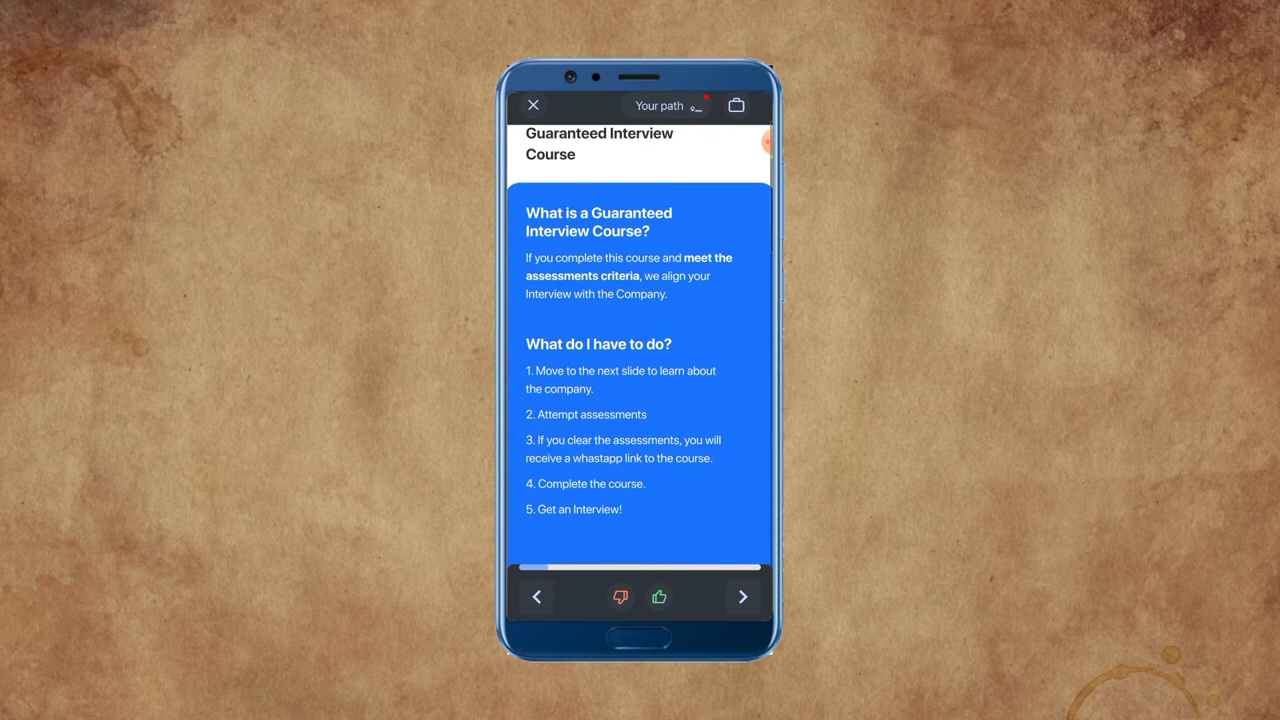 Your path
Guaranteed Interview
Course
What is a Guaranteed
Interview Course?
If you complete this course and meet the
assessments criteria, we align your
Interview with the Company.
What do I have to do?
1. Move to the next slide to learn about
the company.
2. Attempt assessments
3. If you clear the assessments, you will
receive a whastapp link to the course.
4. Complete the course.
5. Get an Interview!